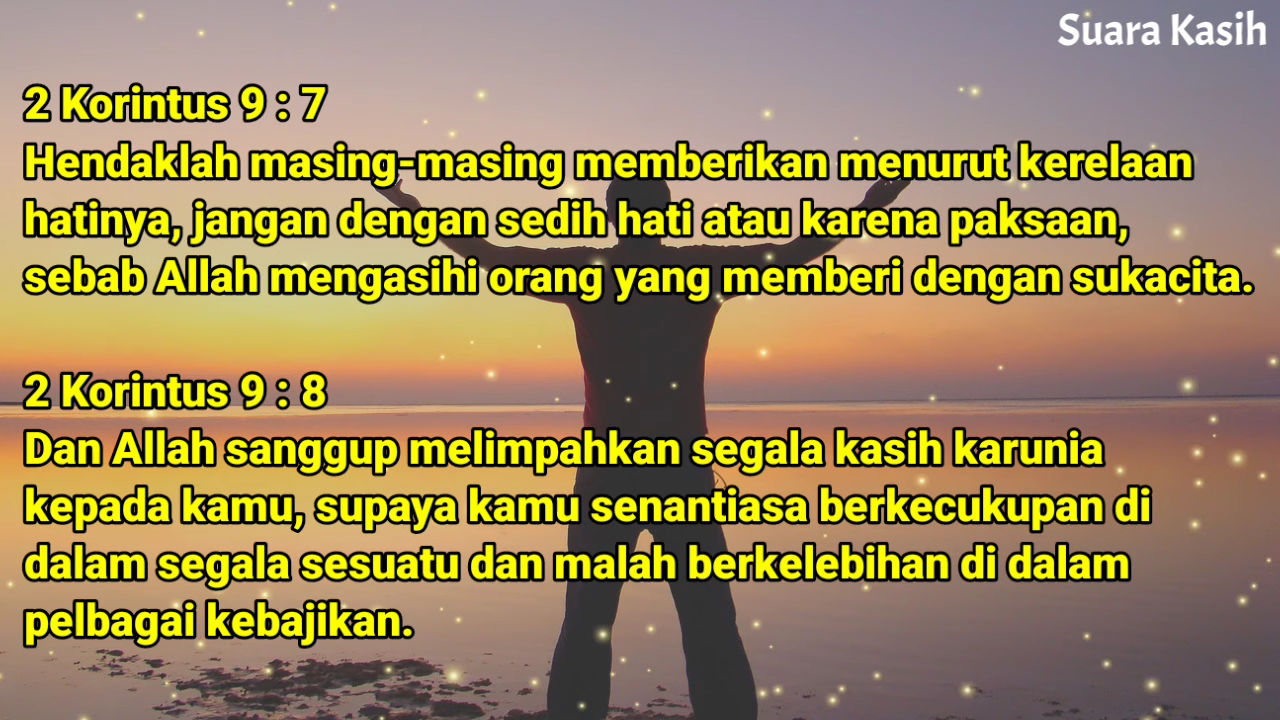 Suara Kasih
2 Korintus 9 : 7
Hendaklah masing-masing memberikan menurut kerelaan
hatinya, jangan dengan sedih hati atau karena paksaan,
sebab Allah mengasihi orang yang memberi dengan sukacita.
2 Korintus 9 : 8
Dan Allah sanggup melimpahkan segala kasih karunia
kepada kamu, supaya kamu senantiasa berkecukupan di
dalam segala sesuatu dan malah berkelebihan di dalam
pelbagai kebajikan.